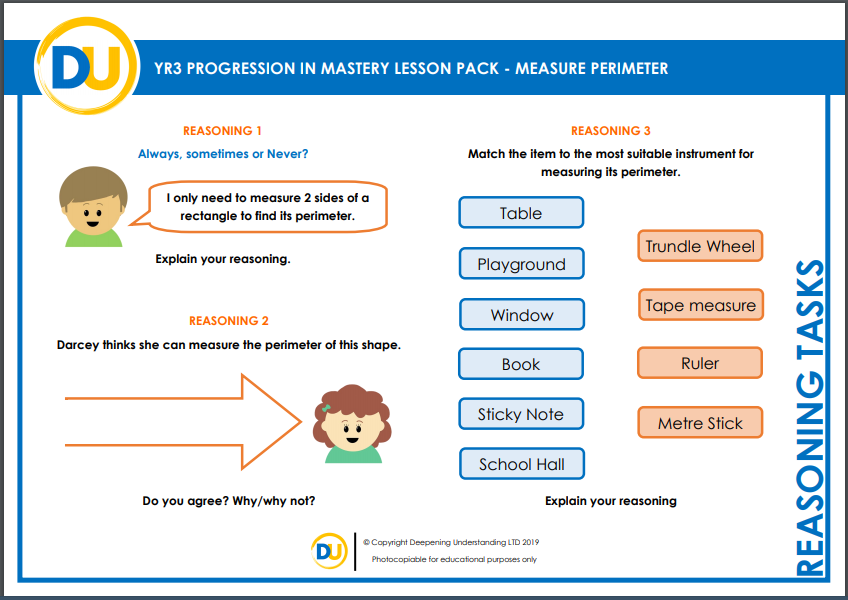 DU
YR3 PROGRESSION IN MASTERY LESSON PACK - MEASURE PERIMETER
REASONING 1
Always, sometimes or Never?
I only need to measure 2 sides of a
rectangle to find its perimeter.
Explain your reasoning.
REASONING 2
Darcey thinks she can measure the perimeter of this shape.
Do you agree? Why/why not?
REASONING 3
Match the item to the most suitable instrument for
measuring its perimeter.
Table
Playground
Window
Book
Sticky Note
School Hall
Trundle Wheel
Tape measure
Ruler
Metre Stick
Explain your reasoning
REASONING TASKS
DU
© Copyright Deepening Understanding LTD 2019
Photocopiable for educational purposes only